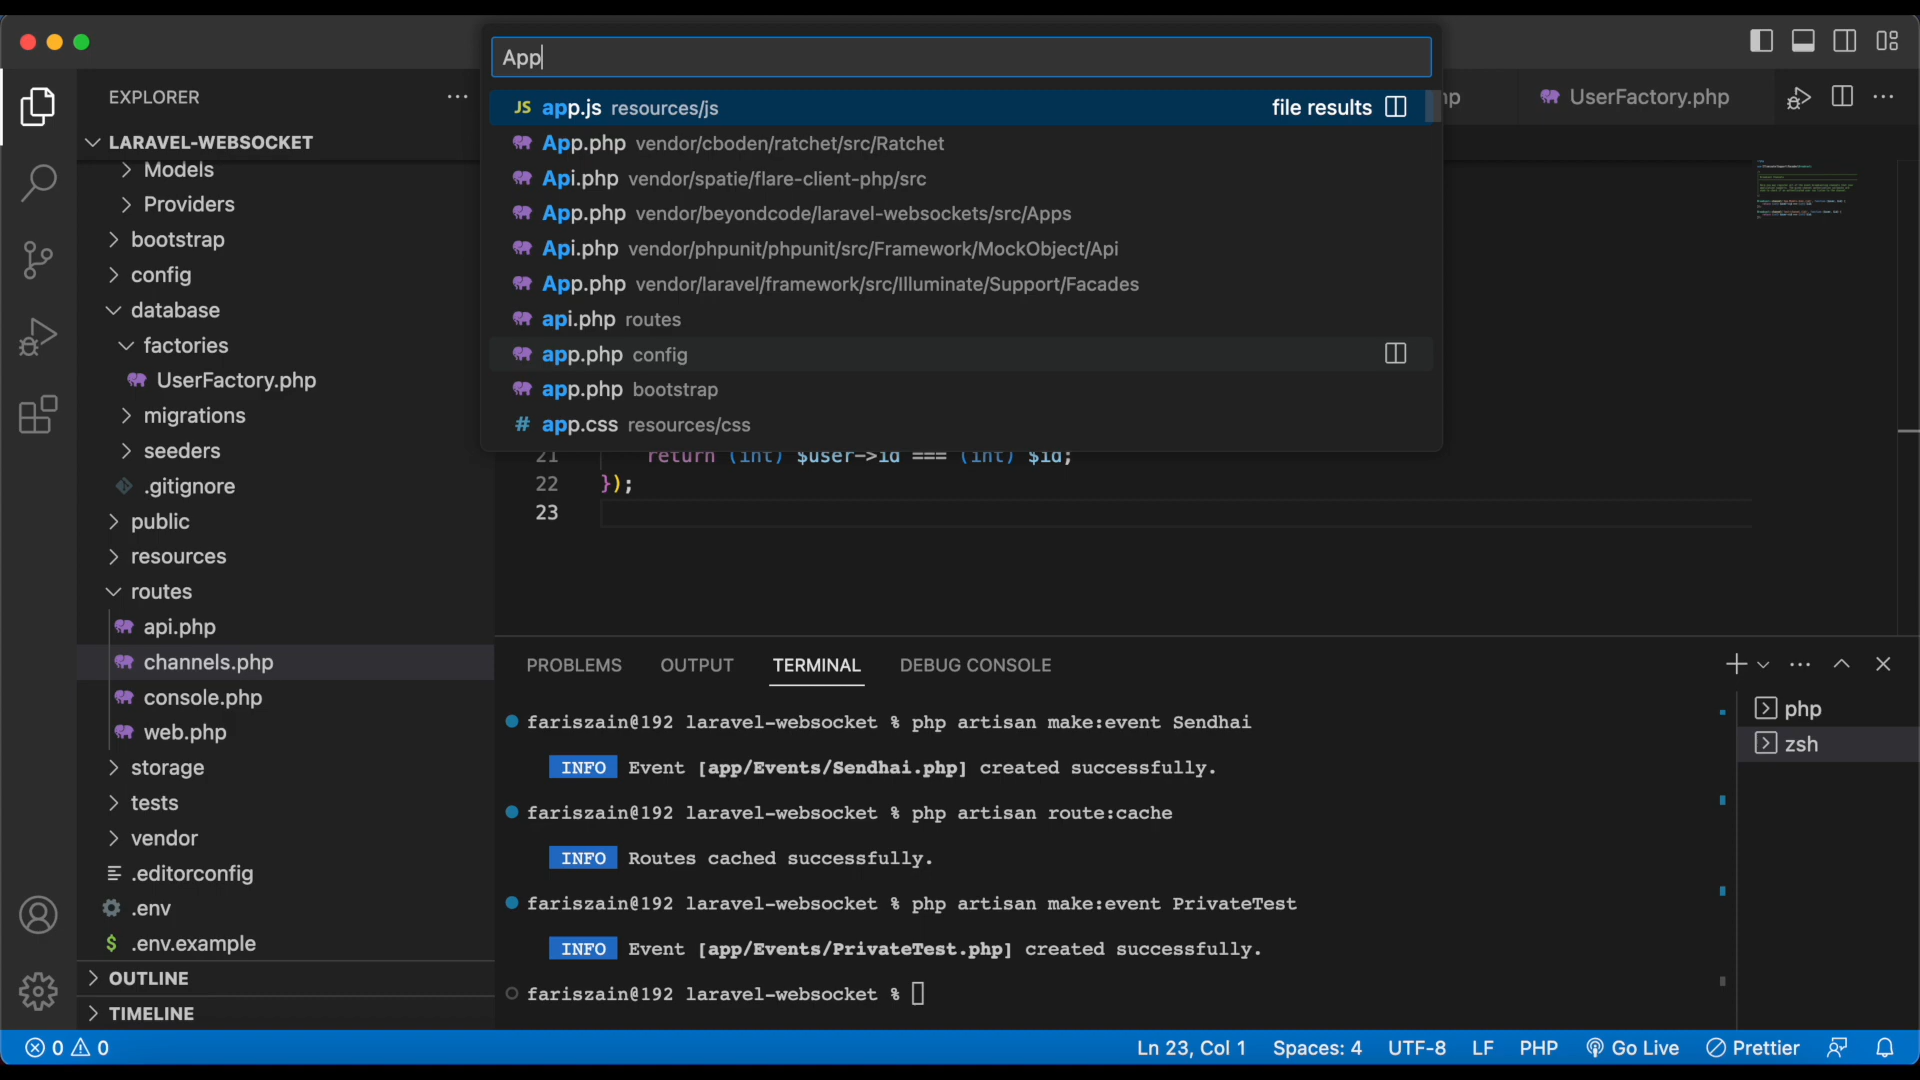 App
JS app.js resources/js file results
App.php vendor/cboden/ratchet/src/Ratchet
Api.php vendor/spatie/flare-client-php/src
App.php vendor/beyondcode/laravel-websockets/src/Apps
Api.php vendor/phpunit/phpunit/src/Framework/MockObject/Api
App.php vendor/laravel/framework/src/Illuminate/Support/Facades
api.php routes
app.php config
app.php bootstrap
# app.css resources/css
UserFactory.php
EXPLORER
LARAVEL-WEBSOCKET
Models
Providers
bootstrap
config
database
factories
UserFactory.php
migrations
seeders
.gitignore
public
resources
routes
api.php
channels.php
console.php
web.php
storage
tests
vendor
.editorconfig
.env
$ .env.example
OUTLINE
TIMELINE
21 return (int) $user->id === (int) $id;
22 });
23
PROBLEMS OUTPUT TERMINAL DEBUG CONSOLE
fariszain@192 laravel-websocket % php artisan make:event Sendhai
INFO Event [app/Events/Sendhai.php] created successfully.
fariszain@192 laravel-websocket % php artisan route:cache
INFO Routes cached successfully.
fariszain@192 laravel-websocket % php artisan make:event PrivateTest
INFO Event [app/Events/PrivateTest.php] created successfully.
fariszain@192 laravel-websocket %
php
zsh
0 0
Ln 23, Col 1 Spaces: 4 UTF-8 LF PHP Go Live Prettier